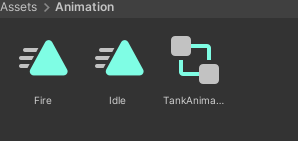 Assets > Animation
Fire
Idle
TankAnima...